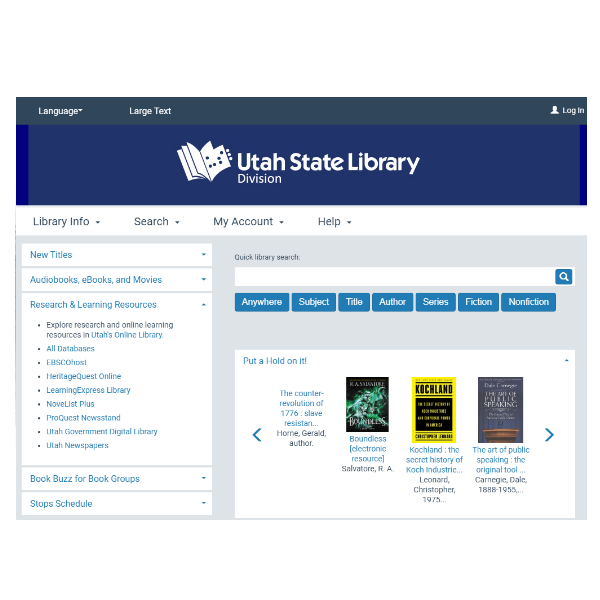 Language
Large Text
Log In
Utah State Library
Division
Library Info
Search
My Account
Help
New Titles
Audiobooks, eBooks, and Movies
Research & Learning Resources
Explore research and online learning
resources in Utah's Online Library.
All Databases
EBSCOhost
HeritageQuest Online
LearningExpress Library
NoveList Plus
ProQuest Newsstand
Utah Government Digital Library
Utah Newspapers
Book Buzz for Book Groups
Stops Schedule
Quick library search:
Anywhere
Subject
Title
Author
Series
Fiction
Nonfiction
Put a Hold on it!
The counter-
revolution of
1776 : slave
resistan...
Horne, Gerald,
author.
R. A. SALVATORE
BOUNDLESS
Boundless
[electronic
resource]
Salvatore, R. A.
KOCHLAND
THE SECRET HISTORY OF
KOCH INDUSTRIES
AND CORPORATE POWER
IN AMERICA
CHRISTOPHER LEONARD
Kochland : the
secret history of
Koch Industrie...
Leonard,
Christopher,
1975...
Dale Carnegie
THE ART OF
PUBLIC
SPEAKING
The art of public
speaking : the
original tool ...
Carnegie, Dale,
1888-1955,...